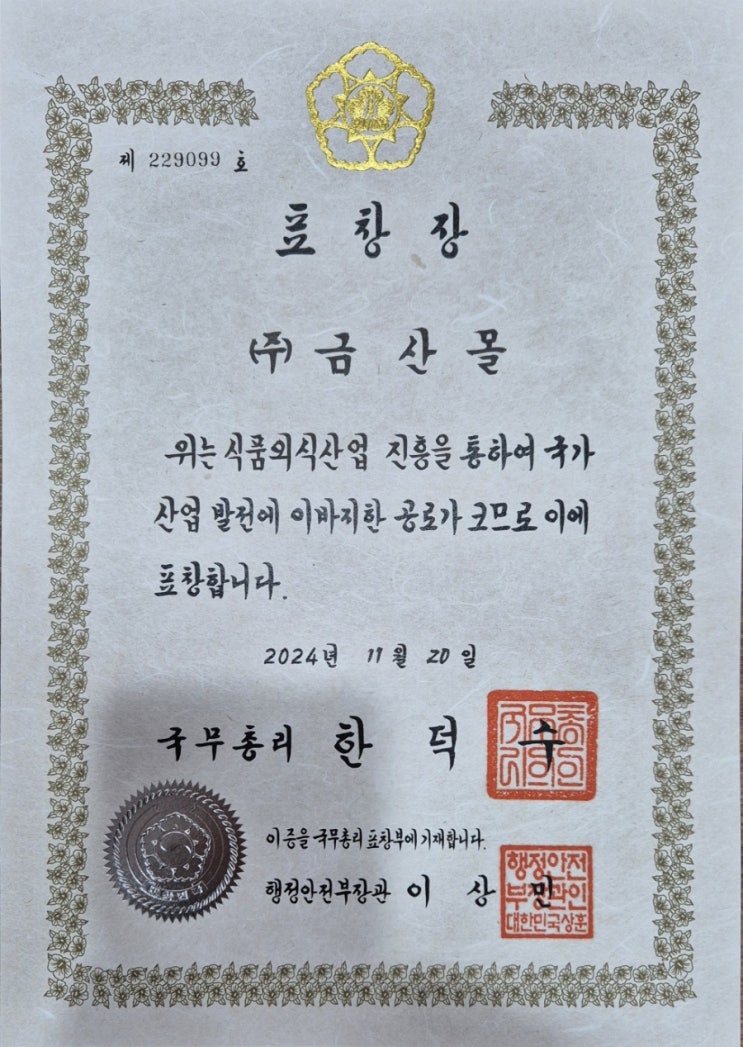 제 229099 호
표 창 장
(주) 금 산 몰
위는 식품외식산업 진흥을 통하여 국가
산업 발전에 이바지한 공로가 크므로 이에
표창합니다.
2024년 11월 20일
국무총리 한 덕 수
이 증을 국무총리 표창부에 기재합니다.
행정안전부장관 이 상 민
행정안전
부장관인
대한민국상훈